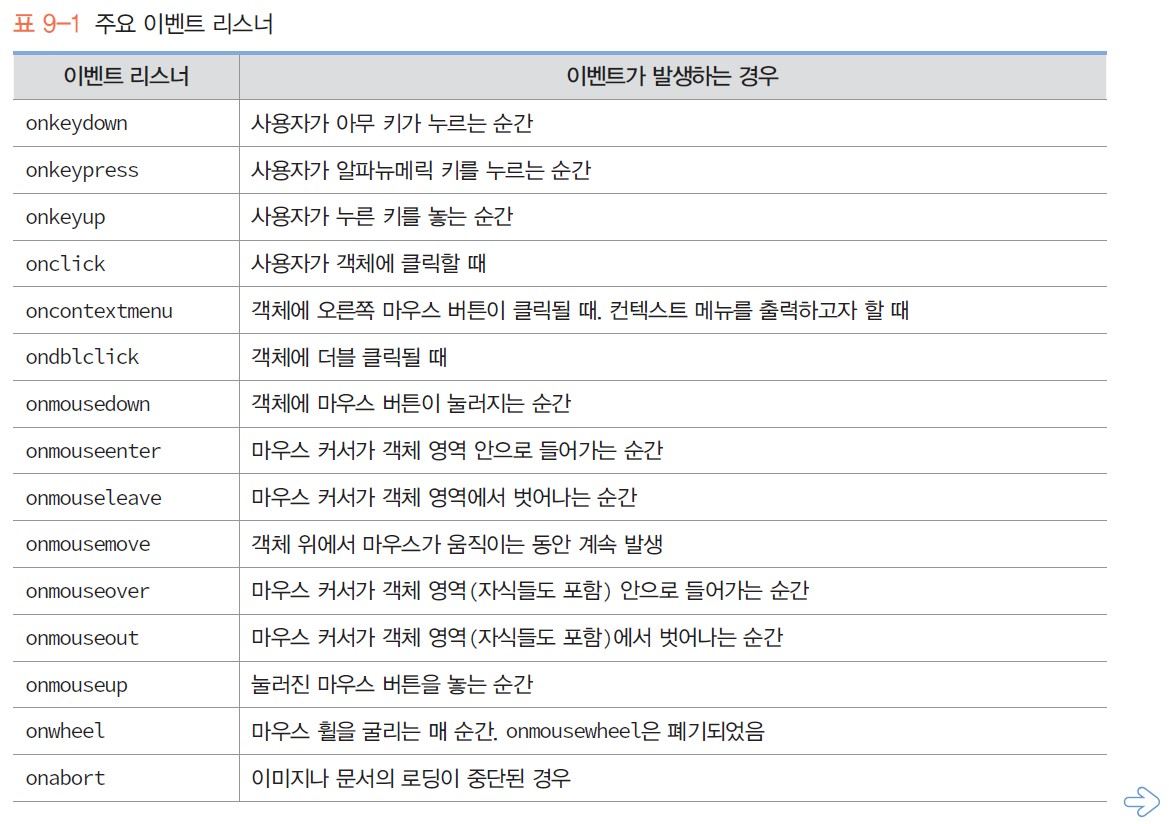 표 9-1 주요 이벤트 리스너
이벤트 리스너 이벤트가 발생하는 경우
onkeydown 사용자가 아무 키가 누르는 순간
onkeypress 사용자가 알파뉴메릭 키를 누르는 순간
onkeyup 사용자가 누른 키를 놓는 순간
onclick 사용자가 객체에 클릭할 때
oncontextmenu 객체에 오른쪽 마우스 버튼이 클릭될 때. 컨텍스트 메뉴를 출력하고자 할 때
ondblclick 객체에 더블 클릭될 때
onmousedown 객체에 마우스 버튼이 눌러지는 순간
onmouseenter 마우스 커서가 객체 영역 안으로 들어가는 순간
onmouseleave 마우스 커서가 객체 영역에서 벗어나는 순간
onmousemove 객체 위에서 마우스가 움직이는 동안 계속 발생
onmouseover 마우스 커서가 객체 영역(자식들도 포함) 안으로 들어가는 순간
onmouseout 마우스 커서가 객체 영역(자식들도 포함)에서 벗어나는 순간
onmouseup 눌러진 마우스 버튼을 놓는 순간
onwheel 마우스 휠을 굴리는 매 순간. onmousewheel은 폐기되었음
onabort 이미지나 문서의 로딩이 중단된 경우